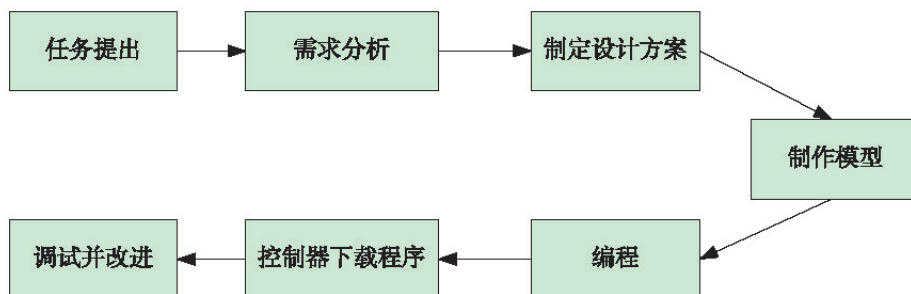 任务提出
需求分析
制定设计方案
制作模型
编程
控制器下载程序
调试并改进